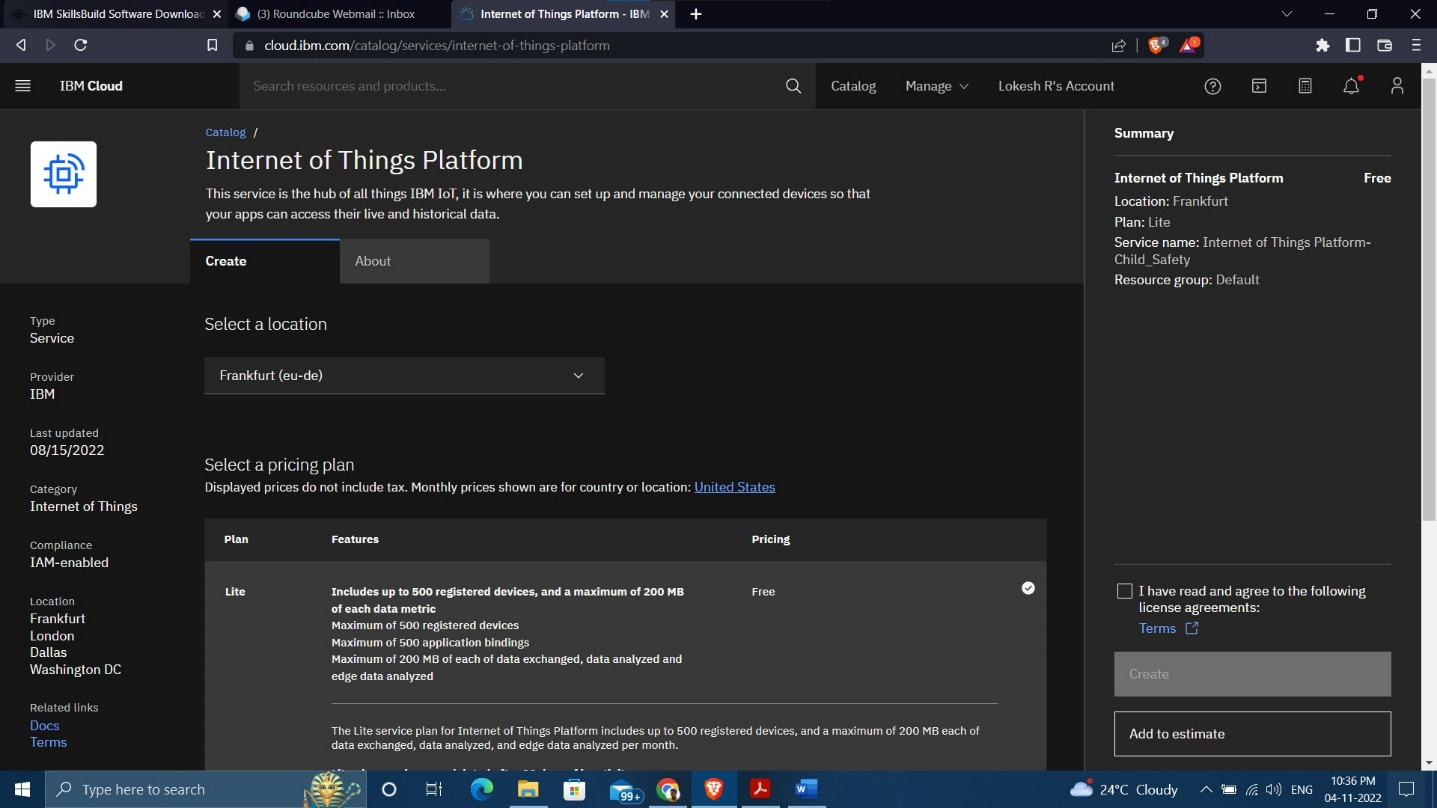 IBM SkillsBuild Software Download
(3) Roundcube Webmail :: Inbox
Internet of Things Platform - IBM
cloud.ibm.com/catalog/services/internet-of-things-platform
4
1
IBM Cloud
Search resources and products...
Catalog
Manage
Lokesh R's Account
Catalog /
Internet of Things Platform
This service is the hub of all things IBM IoT, it is where you can set up and manage your connected devices so that
your apps can access their live and historical data.
Create
About
Type
Service
Provider
IBM
Last updated
08/15/2022
Category
Internet of Things
Compliance
IAM-enabled
Location
Frankfurt
London
Dallas
Washington DC
Related links
Docs
Terms
Select a location
Frankfurt (eu-de)
Select a pricing plan
Displayed prices do not include tax. Monthly prices shown are for country or location: United States
Plan Features Pricing
Lite
Includes up to 500 registered devices, and a maximum of 200 MB
of each data metric
Maximum of 500 registered devices
Maximum of 500 application bindings
Maximum of 200 MB of each of data exchanged, data analyzed and
edge data analyzed
Free
The Lite service plan for Internet of Things Platform includes up to 500 registered devices, and a maximum of 200 MB each of
data exchanged, data analyzed, and edge data analyzed per month.
Summary
Internet of Things Platform Free
Location: Frankfurt
Plan: Lite
Service name: Internet of Things Platform-
Child_Safety
Resource group: Default
I have read and agree to the following
license agreements:
Terms
Create
Add to estimate
Type here to search
99+
24°C Cloudy
ENG
10:36 PM
04-11-2022